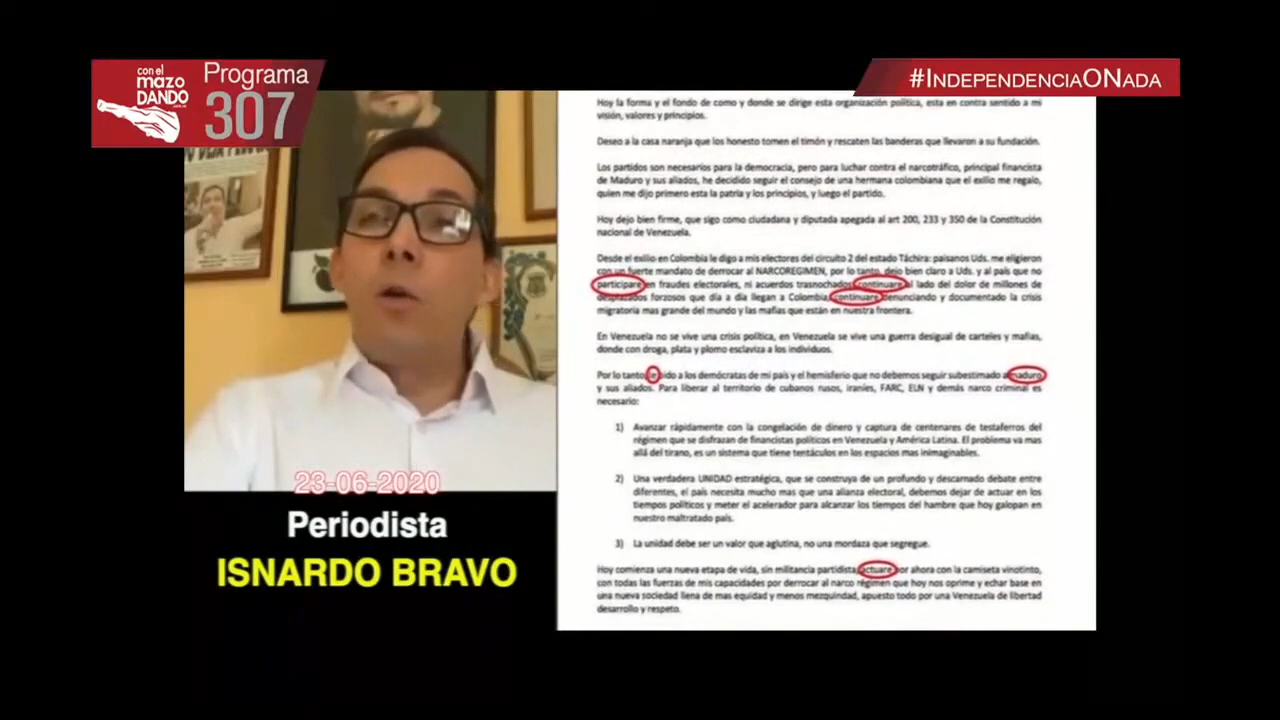 con el
mazo
DANDO
Programa
307
#INDEPENDENCIAONADA
Hoy la forma y el fondo de como y donde se dirige esta organización política, esta en contra sentido a mi
visión, valores y principios.
Deseo a la casa naranja que los honesto tomen el timón y rescaten las banderas que llevaron a su fundación.
Los partidos son necesarios para la democracia, pero para luchar contra el narcotráfico, principal financista
de Maduro y sus aliados, he decidido seguir el consejo de una hermana colombiana que el exilio me regalo,
quien me dijo primero esta la patria y los principios, y luego el partido.
Hoy dejo bien firme, que sigo como ciudadana y diputada apegada al art 200, 233 y 350 de la Constitución
nacional de Venezuela.
Desde el exilio en Colombia le digo a mis electores del circuito 2 del estado Táchira: paisanos Uds. me eligieron
con un fuerte mandato de derrocar al NARCOREGIMEN, por lo tanto, dejo bien claro a Uds. y al país que no
participare en fraudes electorales, ni acuerdos trasnochados, continuare al lado del dolor de millones de
desplazados forzosos que día a día llegan a Colombia, continuare denunciando y documentado la crisis
migratoria mas grande del mundo y las mafias que están en nuestra frontera.
En Venezuela no se vive una crisis política, en Venezuela se vive una guerra desigual de carteles y mafias,
donde con droga, plata y plomo esclaviza a los individuos.
Por lo tanto le pido a los demócratas de mi país y el hemisferio que no debemos seguir subestimado a maduro
y sus aliados. Para liberar al territorio de cubanos rusos, iraníes, FARC, ELN y demás narco criminal es
necesario:
1) Avanzar rápidamente con la congelación de dinero y captura de centenares de testaferros del
régimen que se disfrazan de financistas políticos en Venezuela y América Latina. El problema va mas
allá del tirano, es un sistema que tiene tentáculos en los espacios mas inimaginables.
2) Una verdadera UNIDAD estratégica, que se construya de un profundo y descarnado debate entre
diferentes, el país necesita mucho mas que una alianza electoral, debemos dejar de actuar en los
tiempos políticos y meter el acelerador para alcanzar los tiempos del hambre que hoy galopan en
nuestro maltratado país.
3) La unidad debe ser un valor que aglutina, no una mordaza que segregue.
Hoy comienza una nueva etapa de vida, sin militancia partidista, actuare por ahora con la camiseta vinotinto,
con todas las fuerzas de mis capacidades por derrocar al narco régimen que hoy nos oprime y echar base en
una nueva sociedad llena de mas equidad y menos mezquindad, apuesto todo por una Venezuela de libertad
desarrollo y respeto.
23-06-2020
Periodista
ISNARDO BRAVO